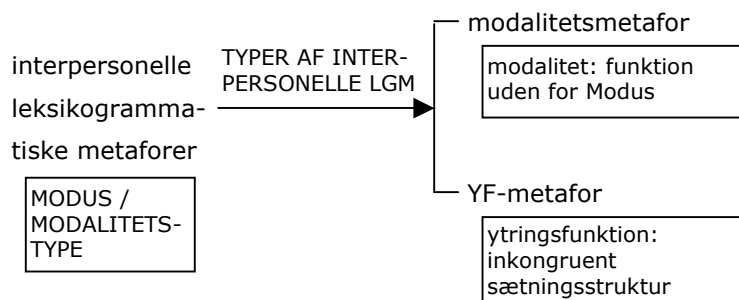 interpersonelle
leksikogramma-
tiske metaforer
MODUS /
MODALITETS-
TYPE
TYPER AF INTER-
PERSONELLE LGM
modalitetsmetafor
modalitet: funktion
uden for Modus
YF-metafor
ytringsfunktion:
inkongruent
sætningsstruktur